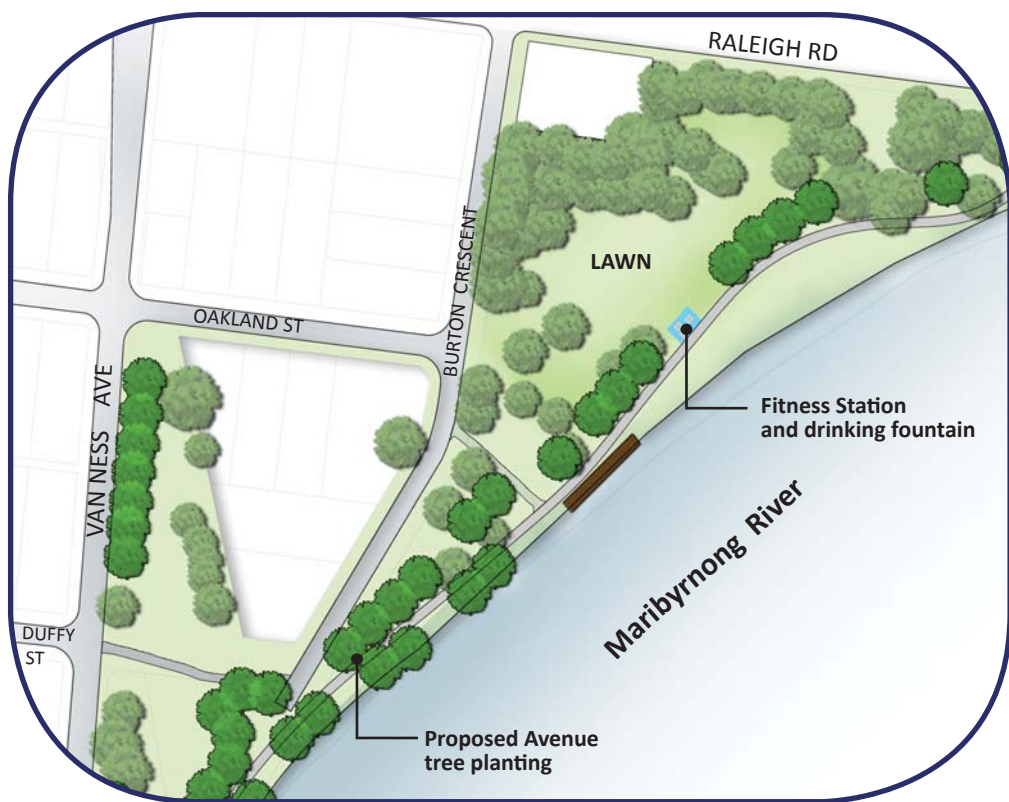 RALEIGH RD
BURTON CRESCENT
LAWN
OAKLAND ST
VAN NESS AVE
Fitness Station
and drinking fountain
Maribyrnong River
DUFFY
ST
Proposed Avenue
tree planting